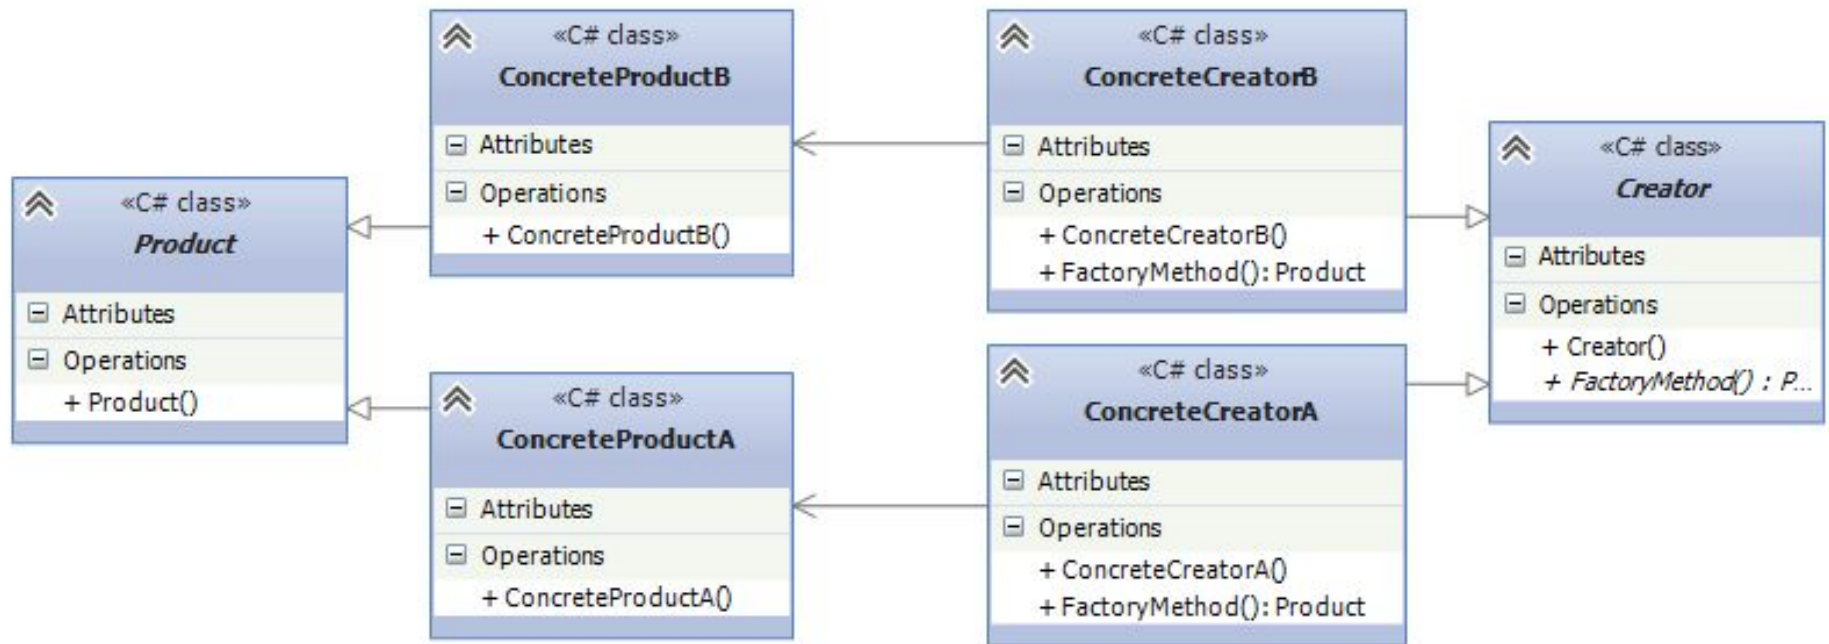 «C# class»
Product
Attributes
Operations
+ Product()
«C# class»
ConcreteProductB
Attributes
Operations
+ ConcreteProductB()
«C# class»
ConcreteProductA
Attributes
Operations
+ ConcreteProductA()
«C# class»
ConcreteCreatorB
Attributes
Operations
+ ConcreteCreatorB()
+ FactoryMethod(): Product
«C# class»
ConcreteCreatorA
Attributes
Operations
+ ConcreteCreatorA()
+ FactoryMethod(): Product
«C# class»
Creator
Attributes
Operations
+ Creator()
+ FactoryMethod() : P...